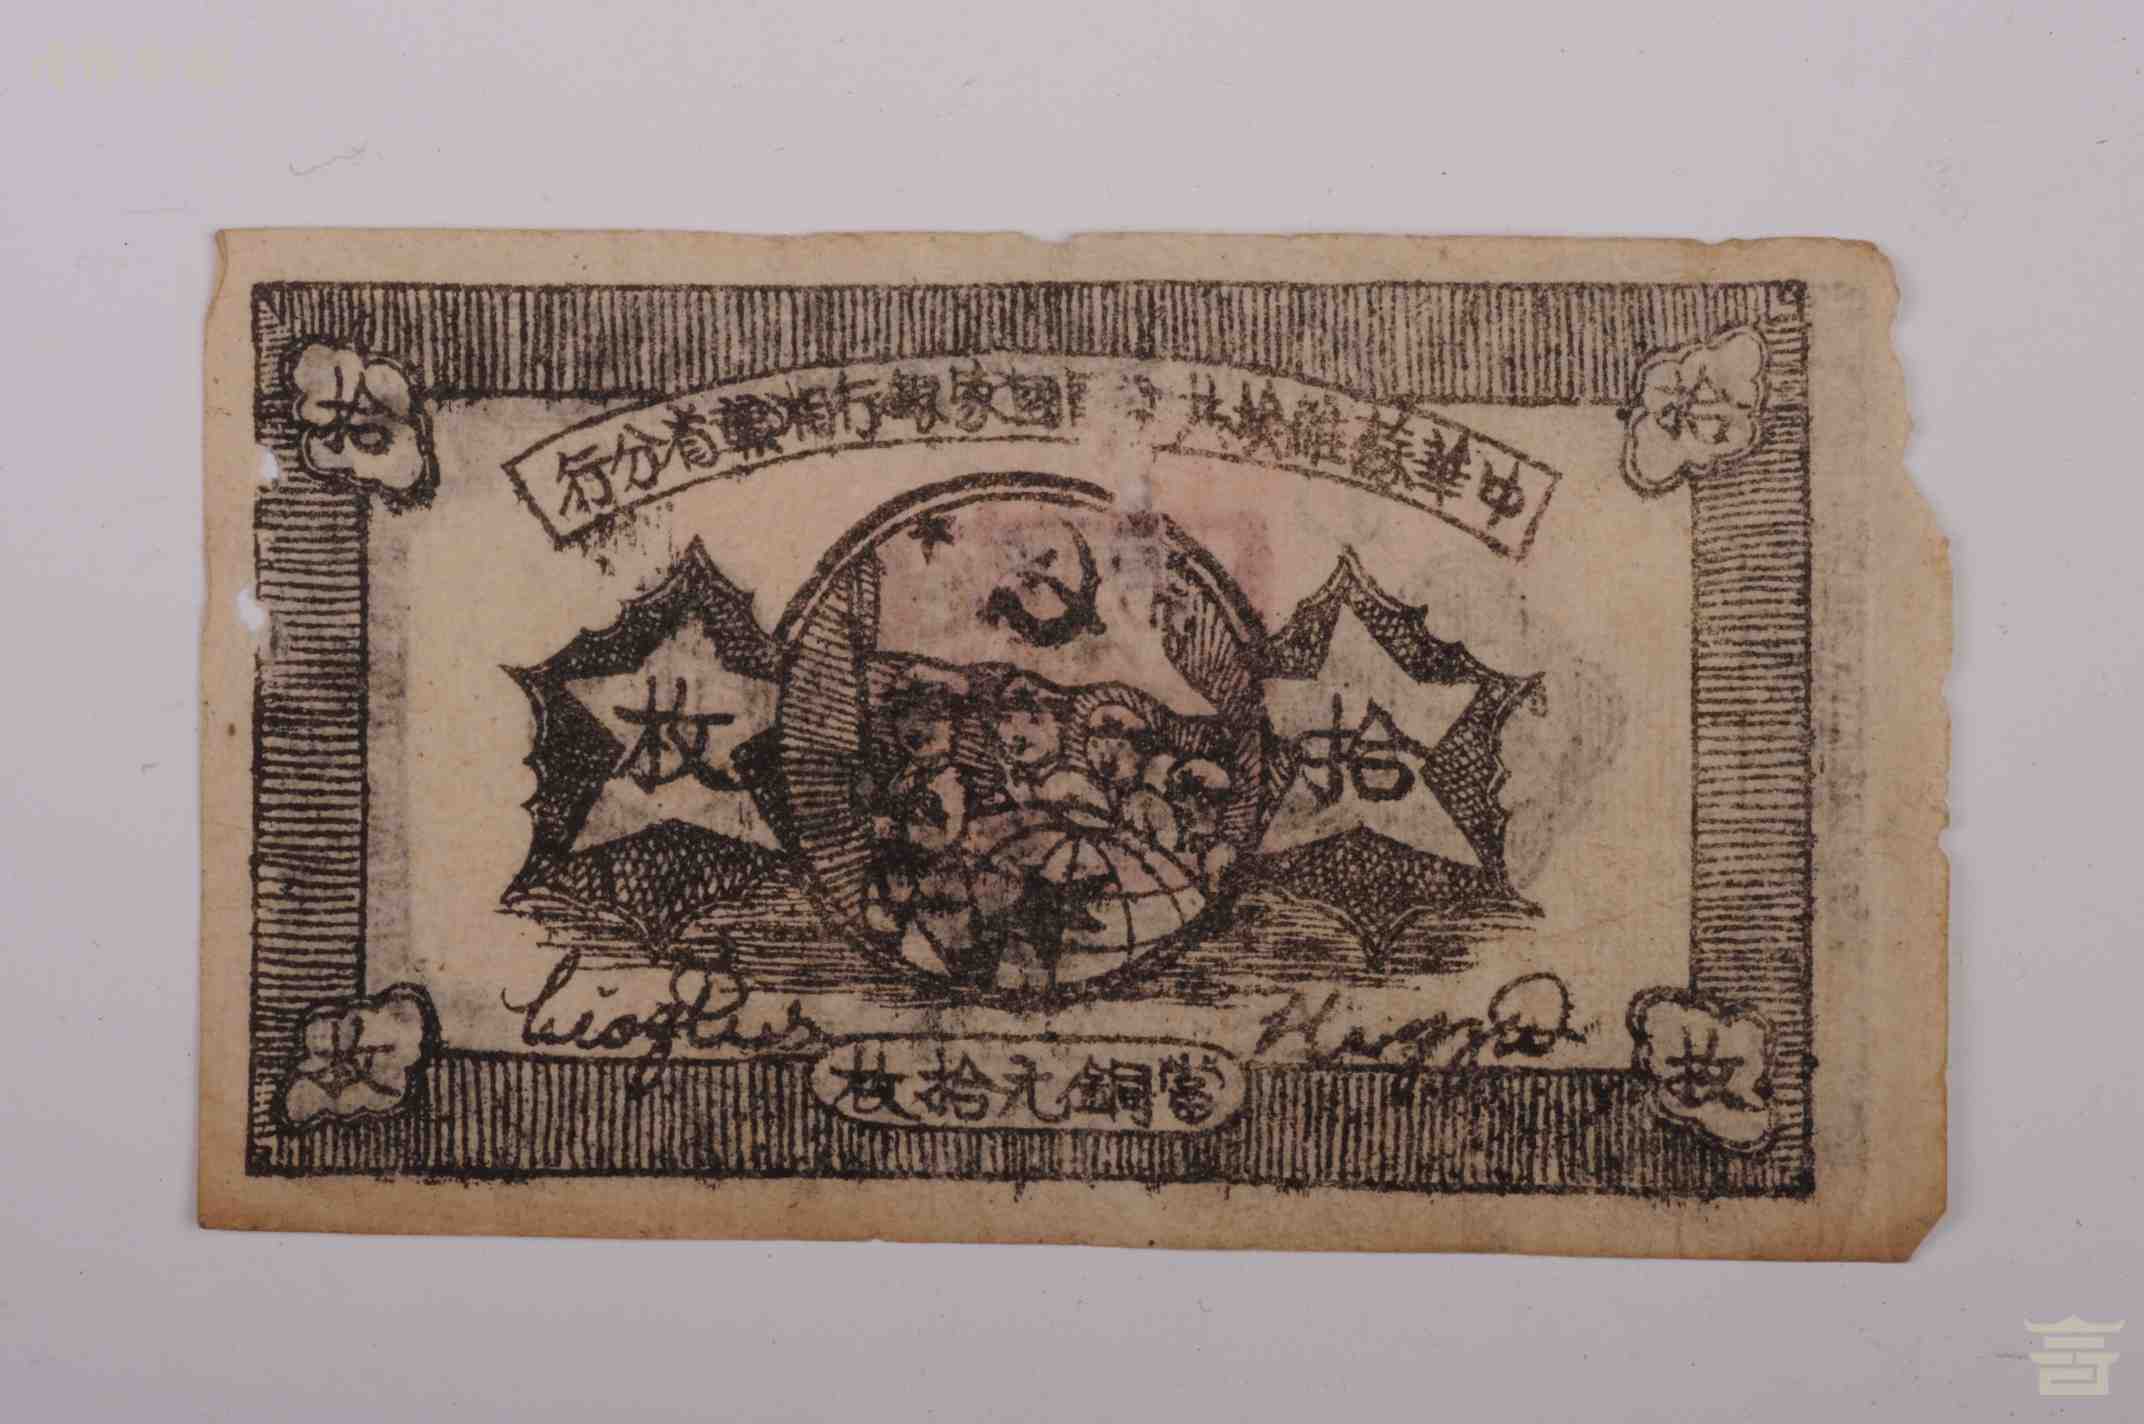 中華蘇維埃共和國國家銀行湘贛省分行
拾
拾
拾
枚
當銅元拾枚
枚
枚